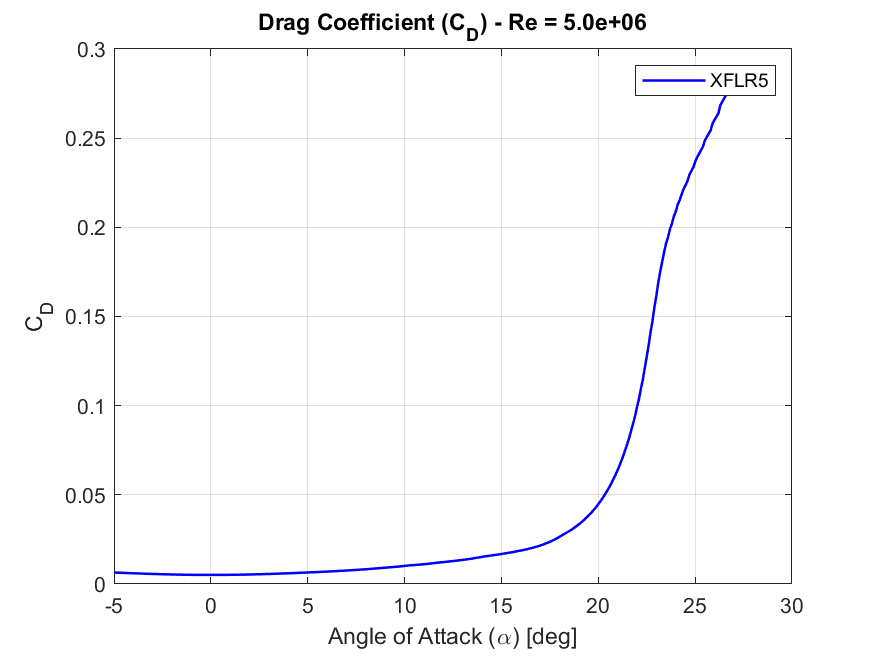 Drag Coefficient (C_D) - Re = 5.0e+06
XFLR5
0.3
0.25
0.2
0.15
0.1
0.05
0
C_D
-5 0 5 10 15 20 25 30
Angle of Attack (α) [deg]